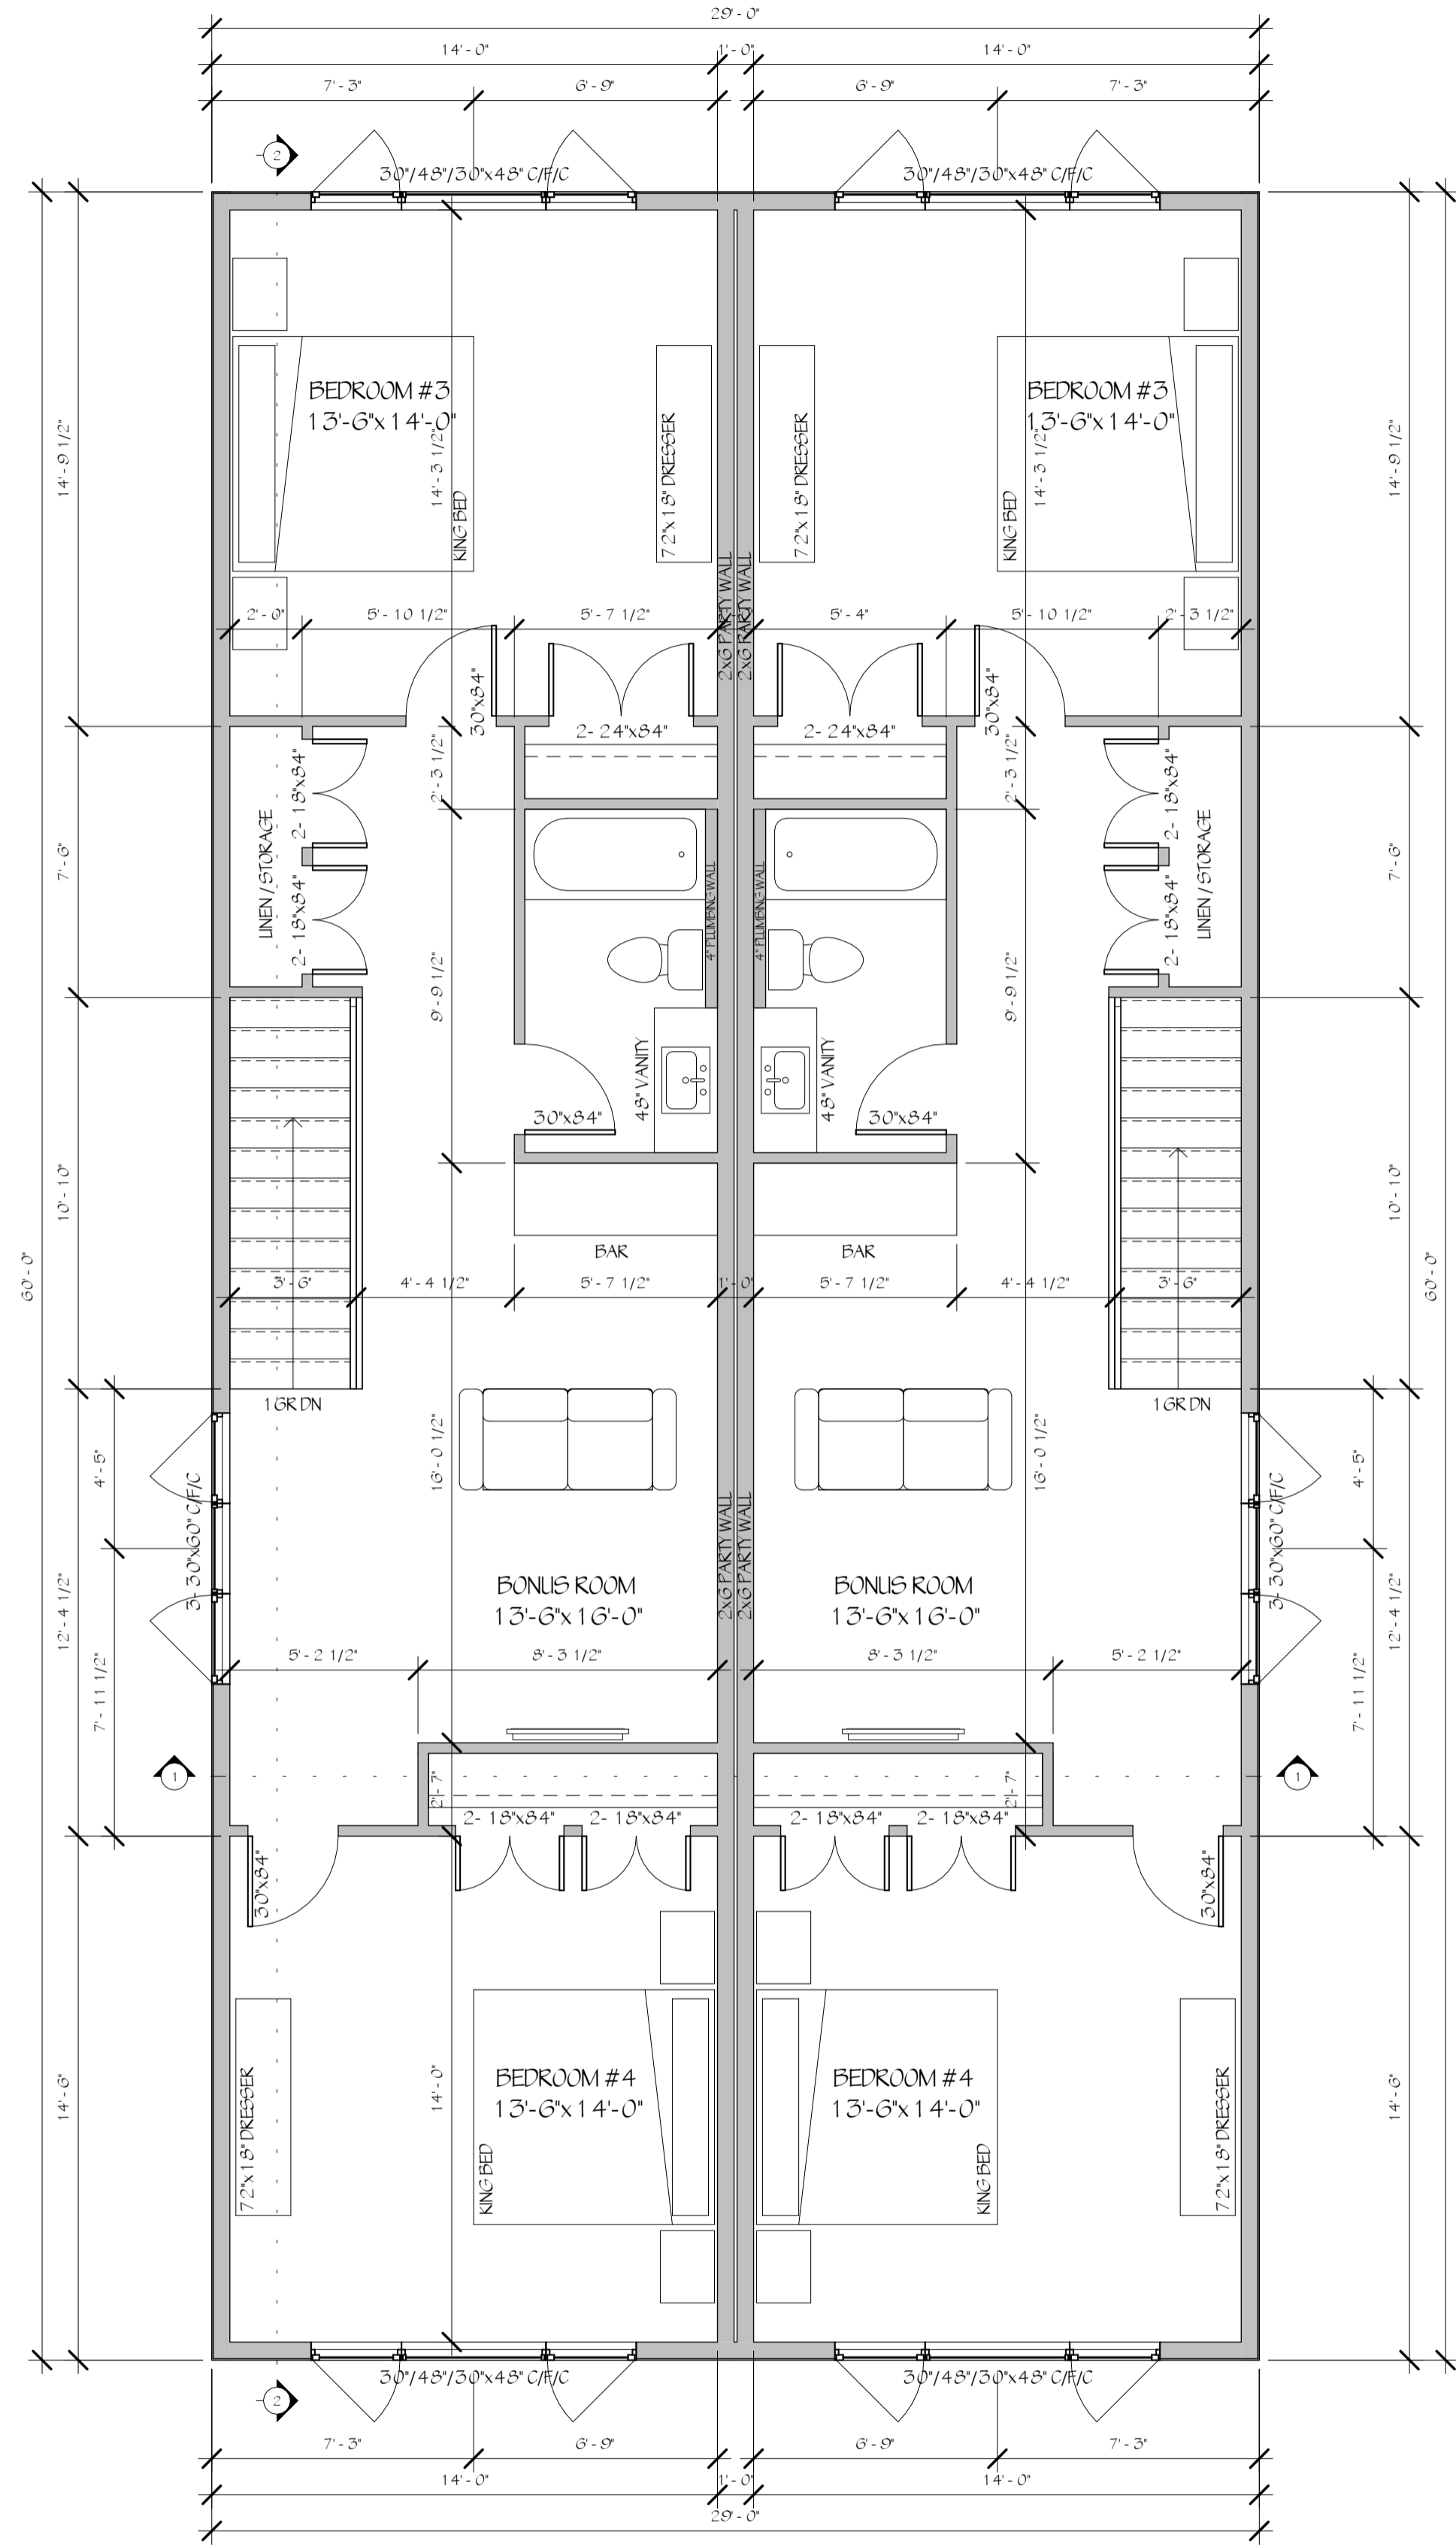 29'- 0"
14'- 0"
1'- 0"
14'- 0"
7'- 3"
6'- 9"
6'- 9"
7'- 3"
2
30"/48"/30"x48" C/F/C
30"/48"/30"x48" C/F/C
BEDROOM #3
13'-6"x14'-0"
BEDROOM #3
13'-6"x14'-0"
14'- 9 1/2"
14'- 3 1/2"
KING BED
72"x18" DRESSER
2x6 PARTY WALL
2x6 PARTY WALL
72"x18" DRESSER
KING BED
14'- 3 1/2"
14'- 9 1/2"
2'- 0"
5'- 10 1/2"
5'- 7 1/2"
5'- 4"
5'- 10 1/2"
2'- 3 1/2"
30"x84"
2- 24"x84"
2- 24"x84"
30"x84"
2'- 3 1/2"
2'- 3 1/2"
7'- 6"
LINEN / STORAGE
2- 18"x84"
2- 18"x84"
4" PLUMBING WALL
4" PLUMBING WALL
2- 18"x84"
2- 18"x84"
LINEN / STORAGE
7'- 6"
9'- 9 1/2"
9'- 9 1/2"
48" VANITY
48" VANITY
30"x84"
30"x84"
10'- 10"
10'- 10"
60'- 0"
60'- 0"
BAR
BAR
3'- 6"
4'- 4 1/2"
5'- 7 1/2"
1'- 0"
5'- 7 1/2"
4'- 4 1/2"
3'- 6"
16R DN
16R DN
4'- 5"
16'- 0 1/2"
16'- 0 1/2"
4'- 5"
3- 30"x60" C/F/C
3- 30"x60" C/F/C
2x6 PARTY WALL
2x6 PARTY WALL
BONUS ROOM
13'-6"x16'-0"
BONUS ROOM
13'-6"x16'-0"
12'- 4 1/2"
12'- 4 1/2"
7'- 11 1/2"
7'- 11 1/2"
5'- 2 1/2"
8'- 3 1/2"
8'- 3 1/2"
5'- 2 1/2"
1
1
2'- 7"
2'- 7"
2- 18"x84"
2- 18"x84"
2- 18"x84"
2- 18"x84"
30"x84"
30"x84"
14'- 6"
14'- 0"
14'- 6"
BEDROOM #4
13'-6"x14'-0"
BEDROOM #4
13'-6"x14'-0"
72"x18" DRESSER
KING BED
KING BED
72"x18" DRESSER
30"/48"/30"x48" C/F/C
30"/48"/30"x48" C/F/C
2
7'- 3"
6'- 9"
6'- 9"
7'- 3"
14'- 0"
1'- 0"
14'- 0"
29'- 0"